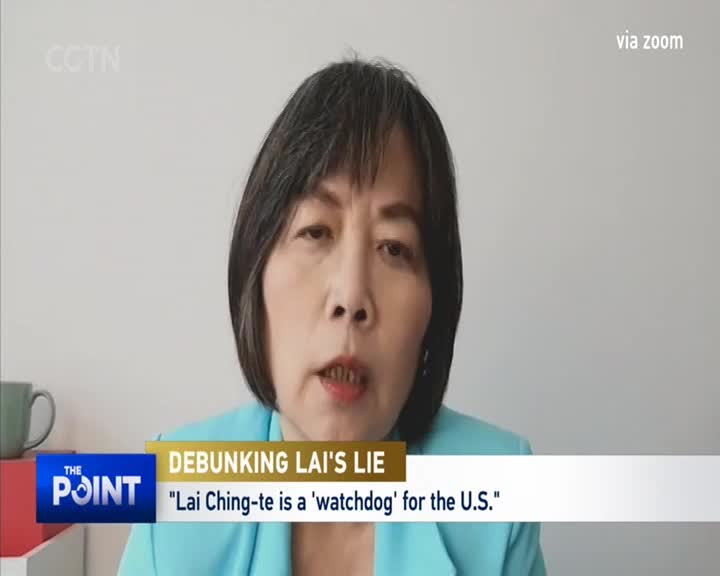 CGTN
via zoom
DEBUNKING LAI'S LIE
THE
POINT
"Lai Ching-te is a 'watchdog' for the U.S."